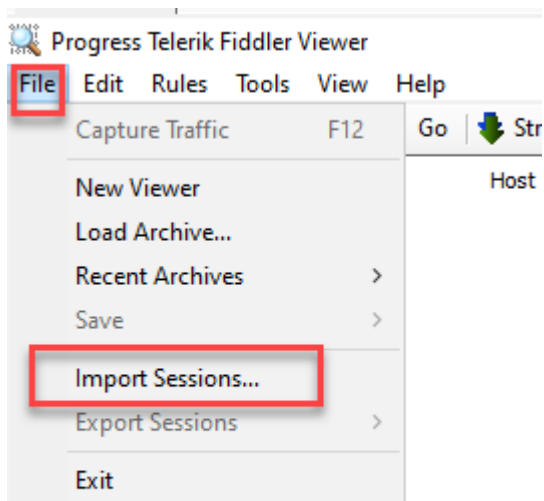 Progress Telerik Fiddler Viewer
File Edit Rules Tools View Help
Capture Traffic F12
Go Str
New Viewer
Host
Load Archive...
Recent Archives >
Save >
Import Sessions...
Export Sessions >
Exit